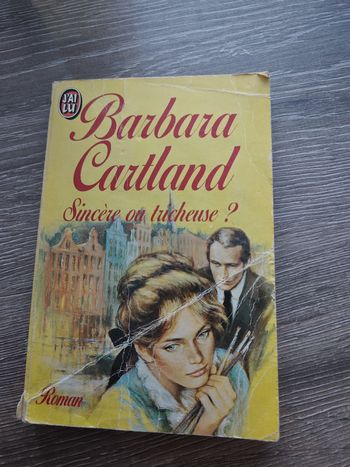 J'AI
LU
Barbara
Cartland
Sincère ou tricheuse ?
Roman